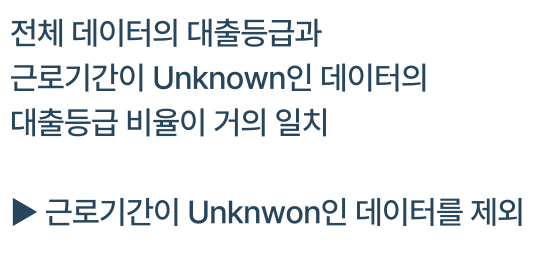 전체 데이터의 대출등급과
근로기간이 Unknown인 데이터의
대출등급 비율이 거의 일치
▶ 근로기간이 Unknwon인 데이터를 제외